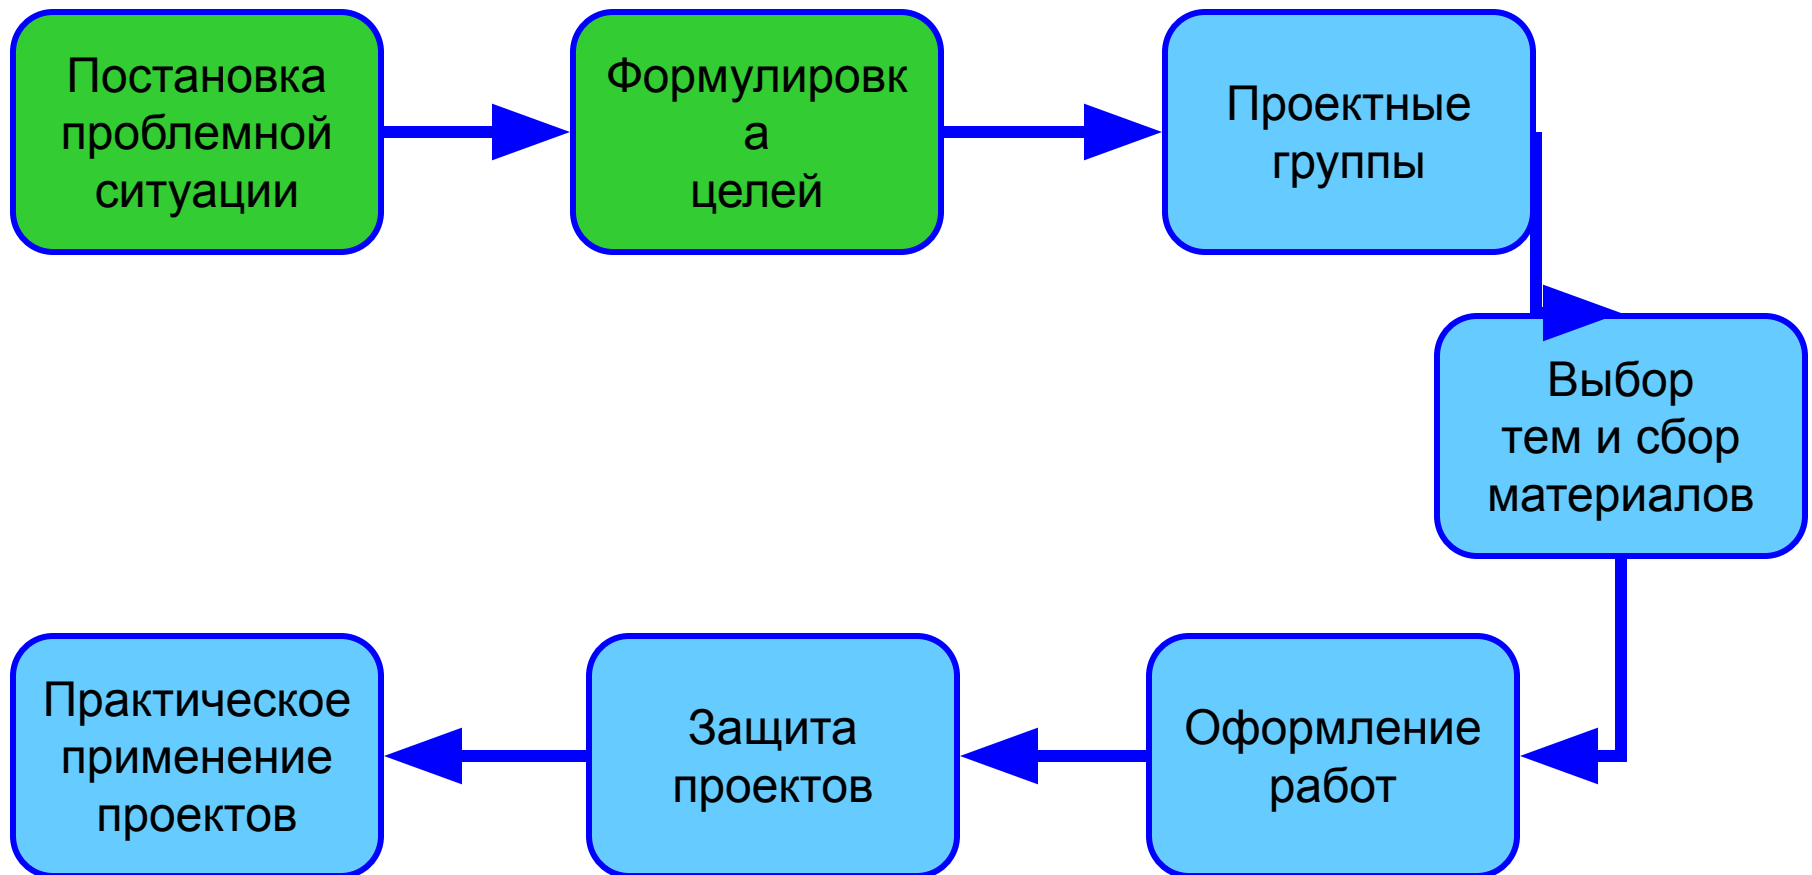 Постановка
проблемной
ситуации
Формулировк
а
целей
Проектные
группы
Выбор
тем и сбор
материалов
Оформление
работ
Защита
проектов
Практическое
применение
проектов